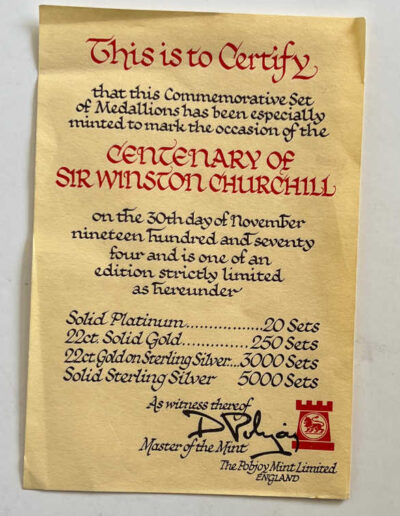 This is to Certify
that this Commemorative Set
of Medallions has been especially
minted to mark the occasion of the
CENTENARY OF
SIR WINSTON CHURCHILL
on the 30th day of November
nineteen hundred and seventy
four and is one of an
edition strictly limited
as hereunder
Solid Platinum..................20 Sets
22ct. Solid Gold...............250 Sets
22ct Gold on Sterling Silver...3000 Sets
Solid Sterling Silver 5000 Sets
As witness thereof
D Pobjoy
Master of the Mint
The Pobjoy Mint Limited
ENGLAND